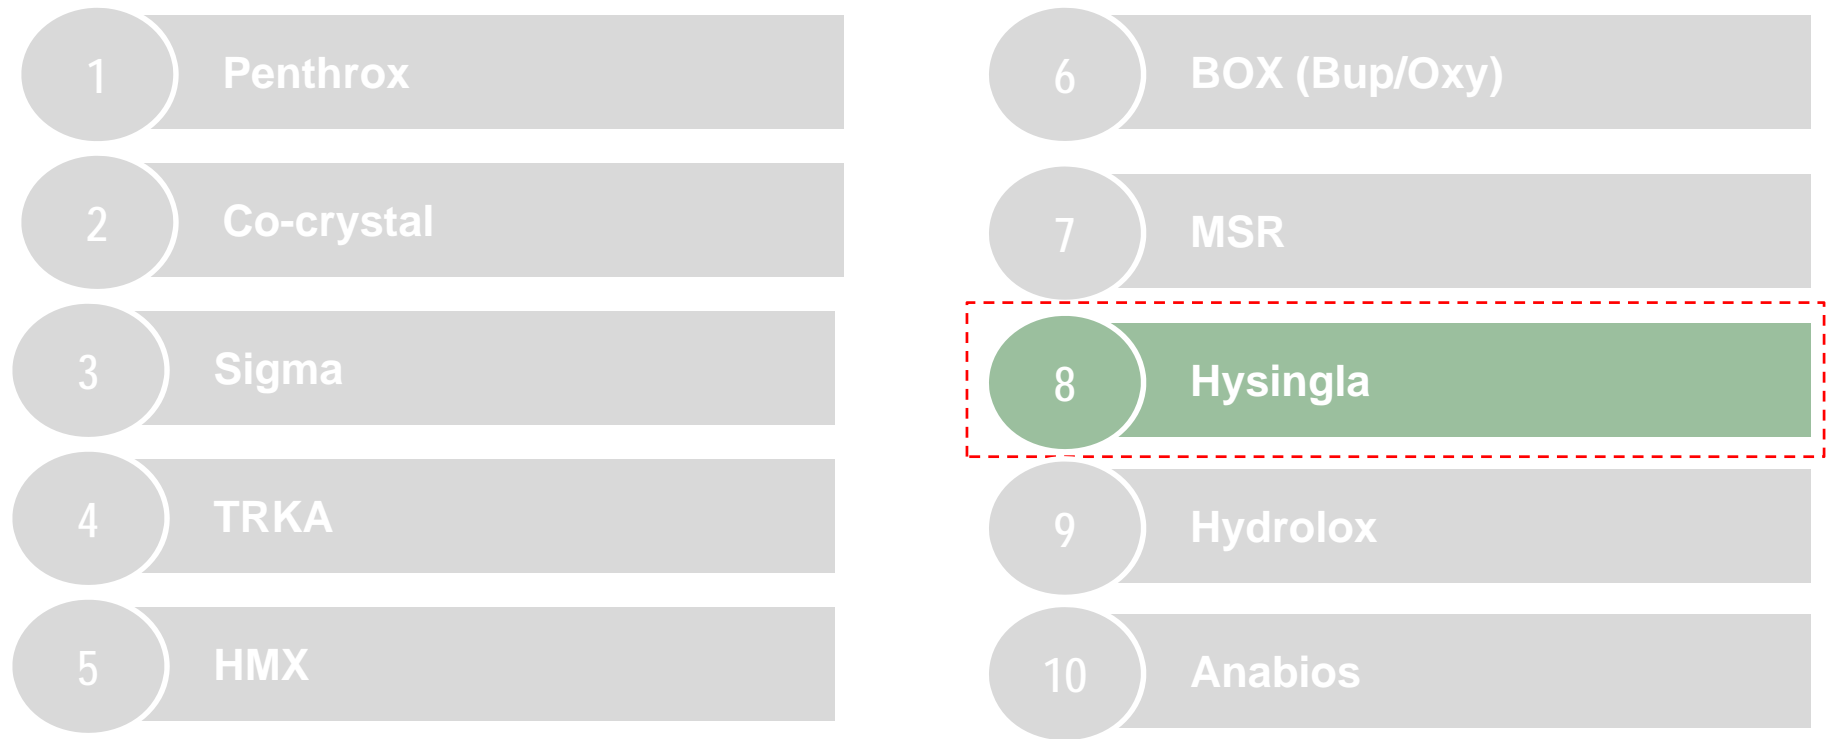 1 Penthrox
2 Co-crystal
3 Sigma
4 TRKA
5 HMX
6 BOX (Bup/Oxy)
7 MSR
8 Hysingla
9 Hydrolox
10 Anabios